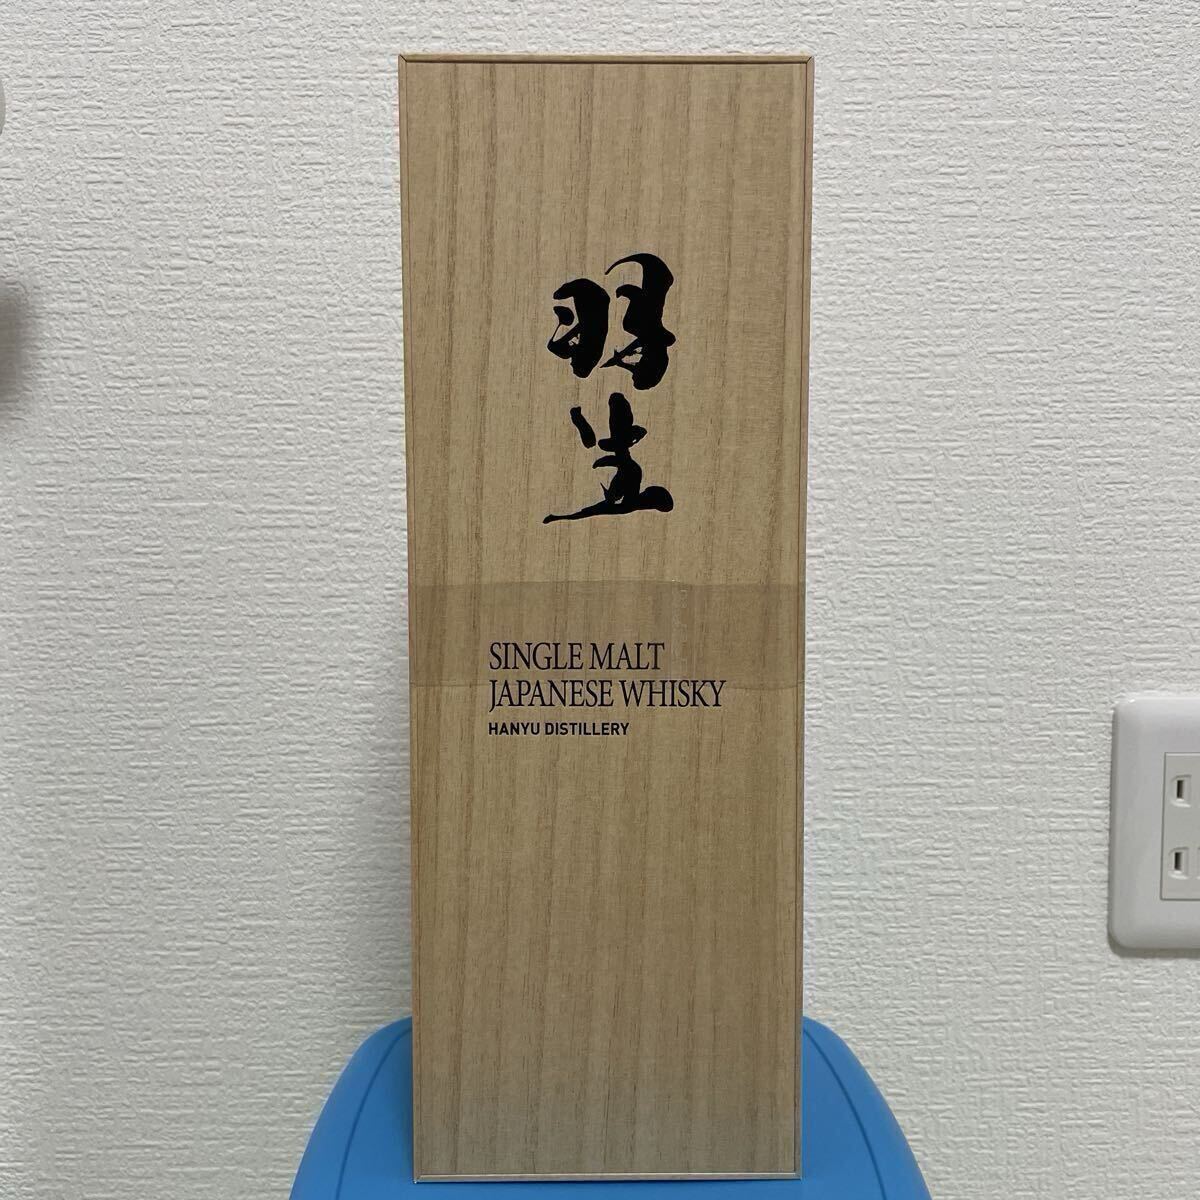 羽生
SINGLE MALT
JAPANESE WHISKY
HANYU DISTILLERY